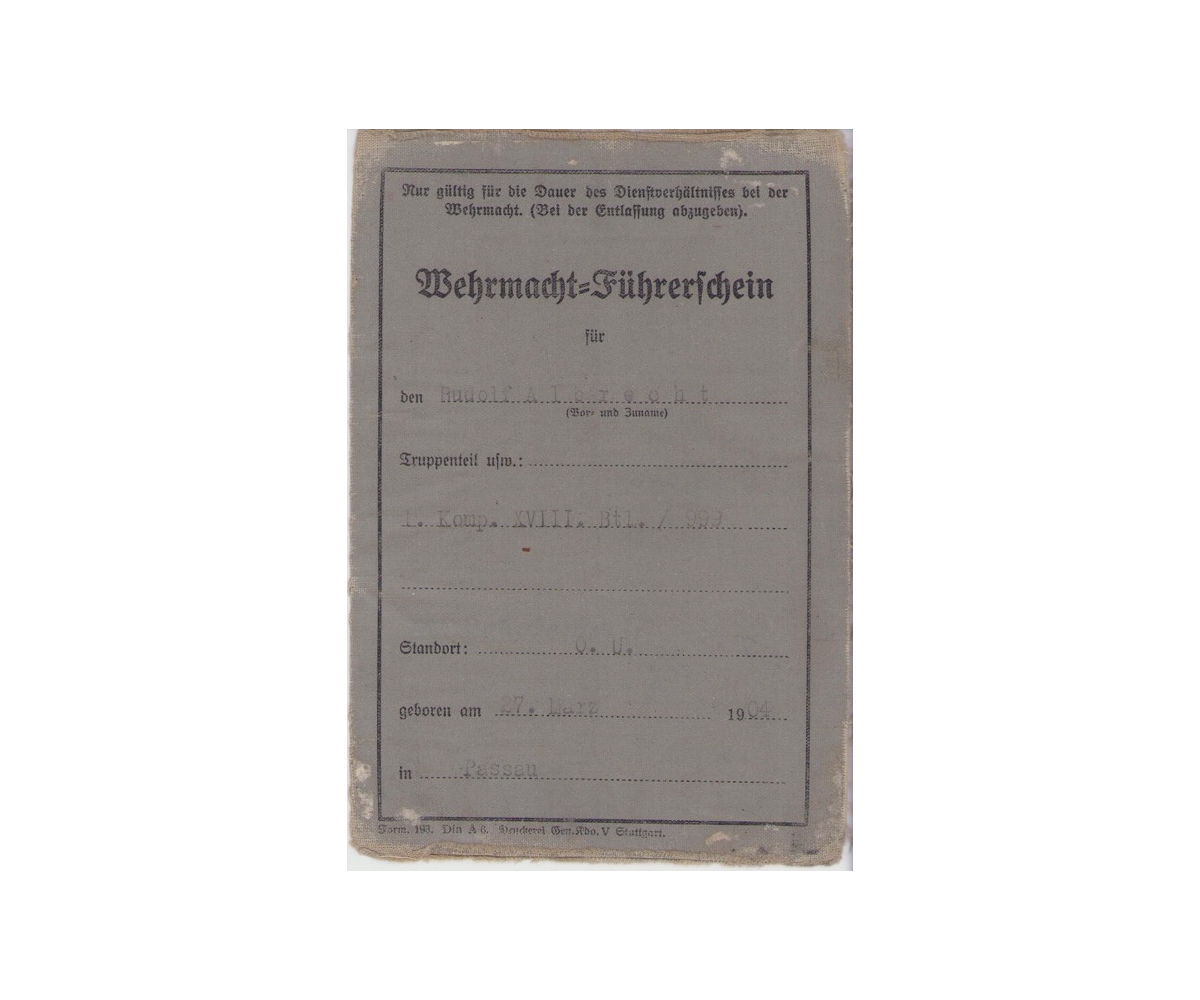 Nur gültig für die Dauer des Dienstverhältnisses bei der
Wehrmacht. (Bei der Entlassung abzugeben).
Wehrmacht=Führerschein
für
den Rudolf Albrecht
(Vor= und Zuname)
Truppenteil usw.:
1. Komp. XVIII. Btl. / 999
Standort: O. U.
geboren am 27. März 1904
in Passau
Form. 193. Din A 6. Druckerei Gen.Kdo. V Stuttgart.